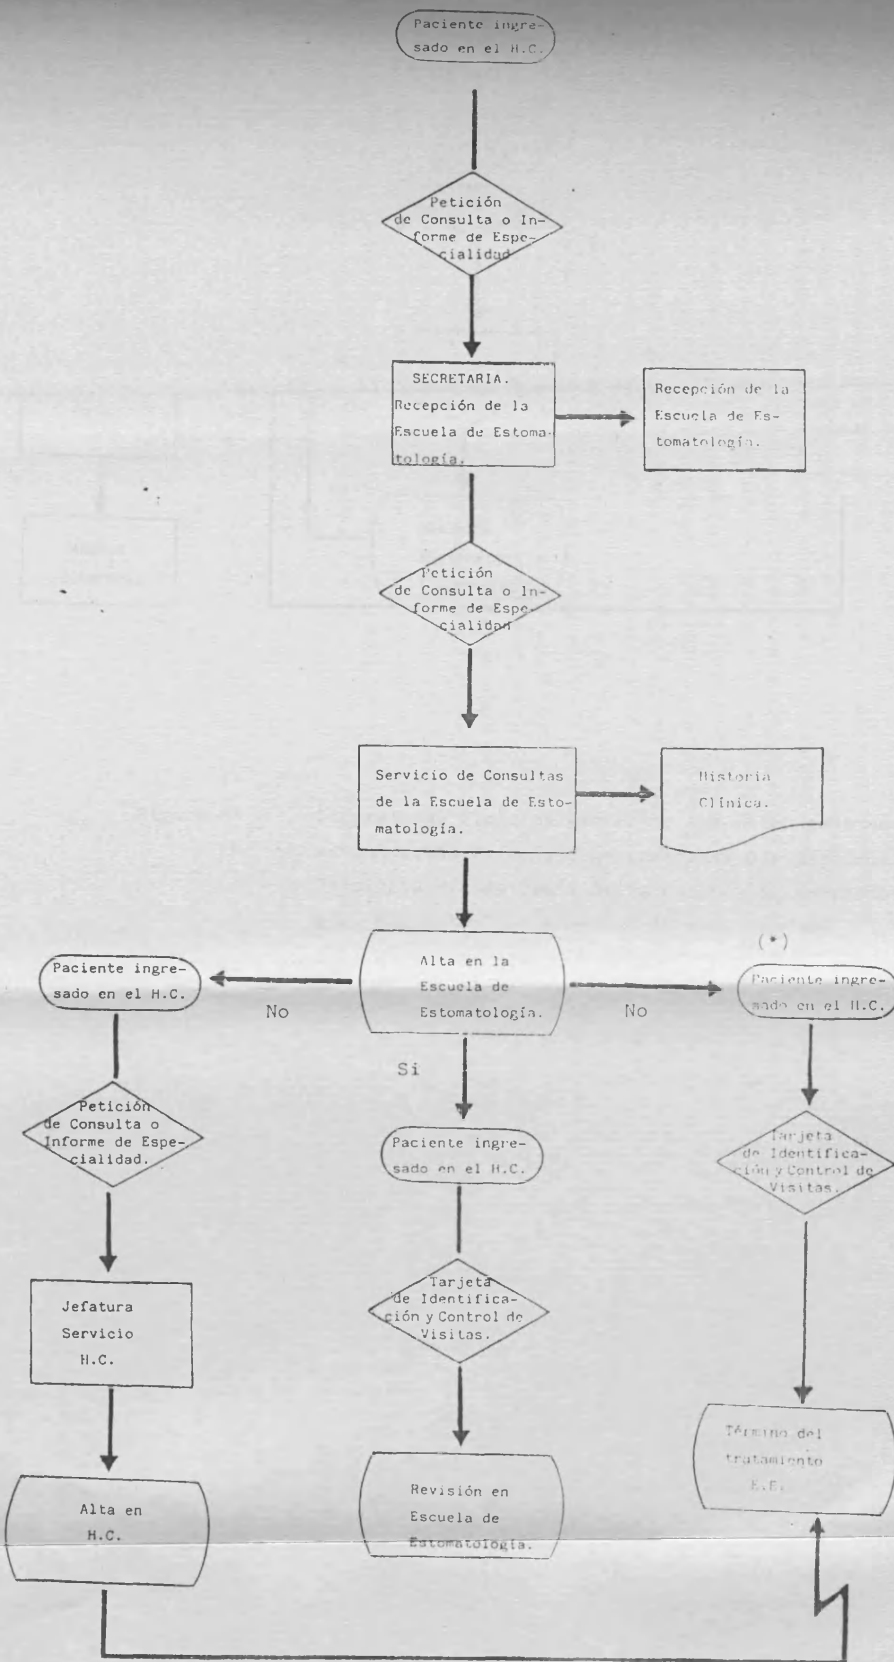 Paciente ingre-
sado en el H.C.
Petición
de Consulta o In-
forme de Espe-
cialidad
SECRETARIA.
Recepción de la
Escuela de Estoma-
tología.
Recepción de la
Escuela de Es-
tomatología.
Petición
de Consulta o In-
forme de Espe-
cialidad
Servicio de Consultas
de la Escuela de Esto-
matología.
Historia
Clínica.
Alta en la
Escuela de
Estomatología.
No
No
Si
Paciente ingre-
sado en el H.C.
Petición
de Consulta o
Informe de Espe-
cialidad.
Jefatura
Servicio
H.C.
Alta en
H.C.
Paciente ingre-
sado en el H.C.
Tarjeta
de Identifica-
ción y Control de
Visitas.
Revisión en
Escuela de
Estomatología.
(*)
Paciente ingre-
sado en el H.C.
Tarjeta
de Identifica-
ción y Control de
Visitas.
Término del
tratamiento
E.E.